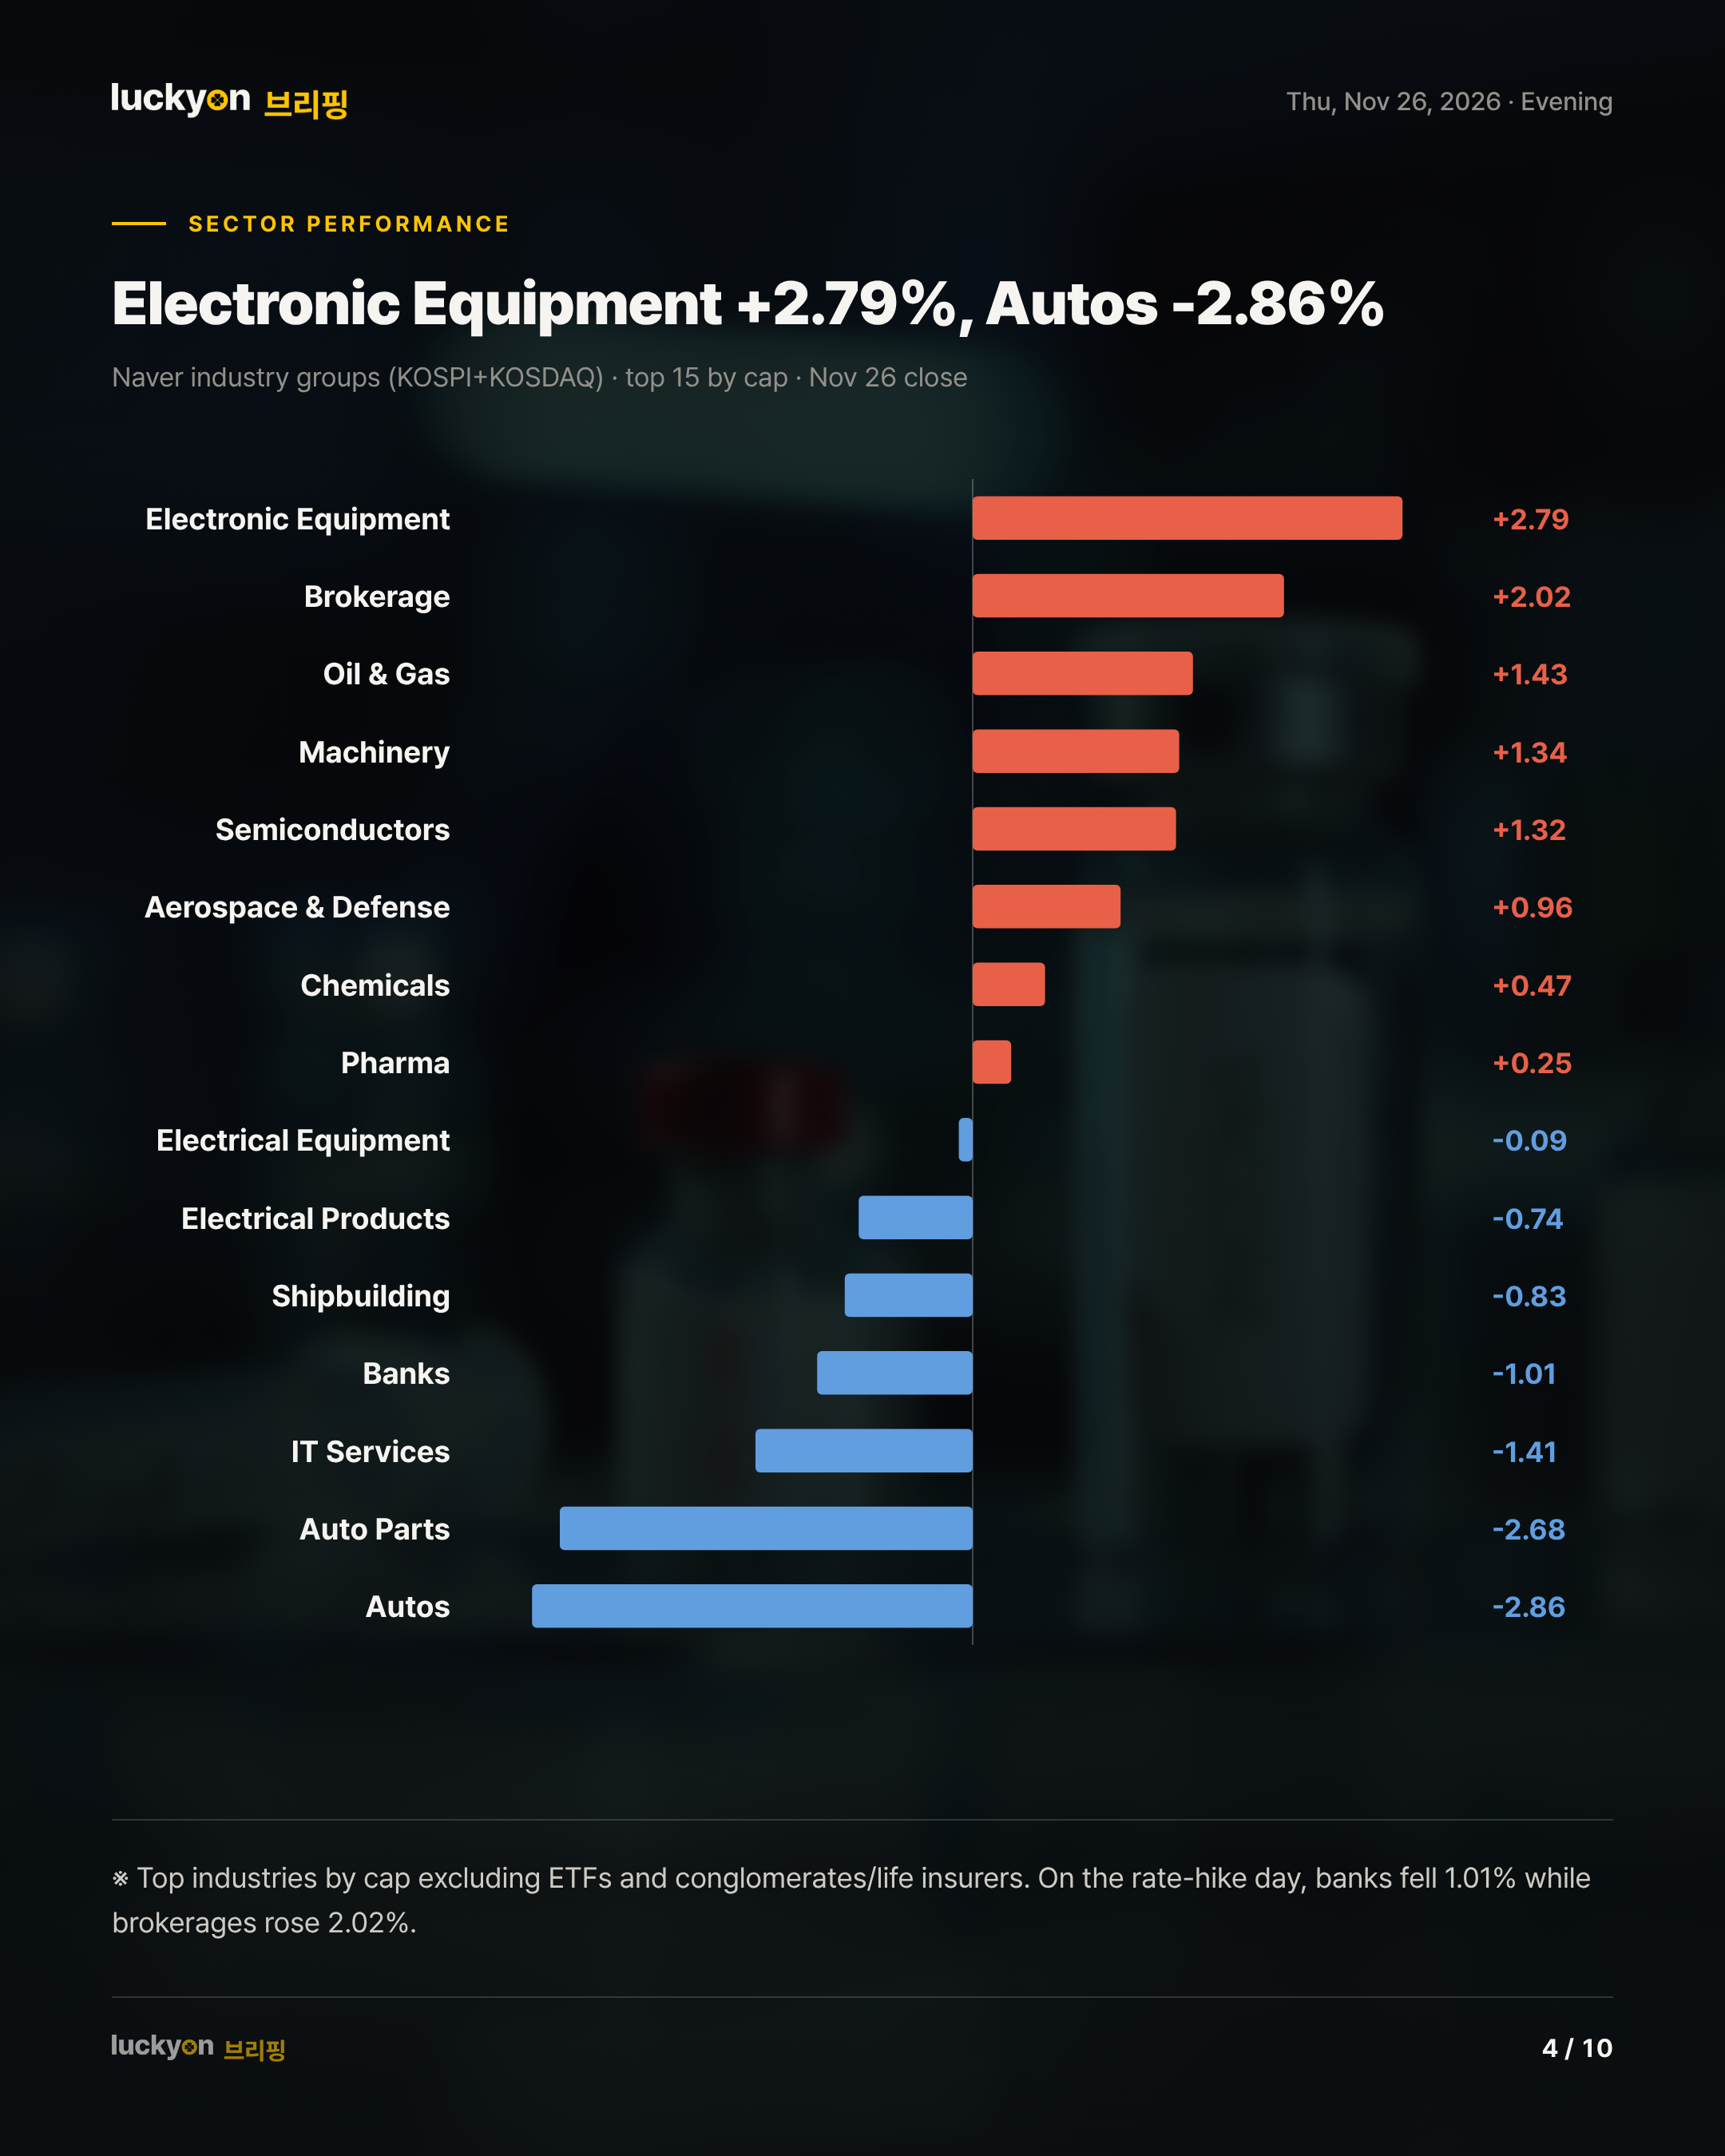 luckyon 브리핑
Thu, Nov 26, 2026 · Evening
SECTOR PERFORMANCE
Electronic Equipment +2.79%, Autos -2.86%
Naver industry groups (KOSPI+KOSDAQ) · top 15 by cap · Nov 26 close
Electronic Equipment +2.79
Brokerage +2.02
Oil & Gas +1.43
Machinery +1.34
Semiconductors +1.32
Aerospace & Defense +0.96
Chemicals +0.47
Pharma +0.25
Electrical Equipment -0.09
Electrical Products -0.74
Shipbuilding -0.83
Banks -1.01
IT Services -1.41
Auto Parts -2.68
Autos -2.86
※ Top industries by cap excluding ETFs and conglomerates/life insurers. On the rate-hike day, banks fell 1.01% while
brokerages rose 2.02%.
luckyon 브리핑
4 / 10